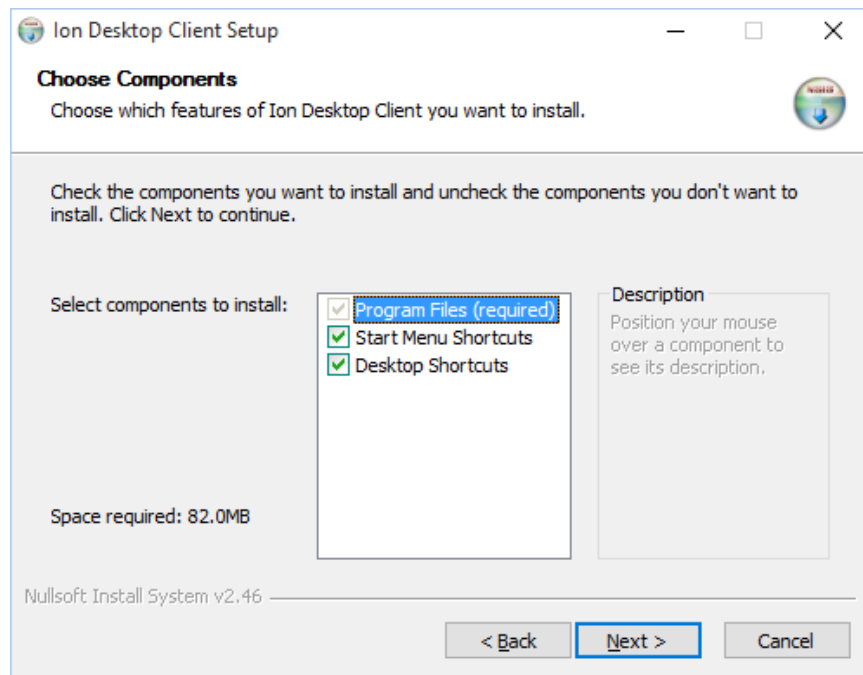 Ion Desktop Client Setup
Choose Components
Choose which features of Ion Desktop Client you want to install.
Check the components you want to install and uncheck the components you don't want to
install. Click Next to continue.
Select components to install:
Program Files (required)
Start Menu Shortcuts
Desktop Shortcuts
Description
Position your mouse
over a component to
see its description.
Space required: 82.0MB
Nullsoft Install System v2.46
< Back
Next >
Cancel